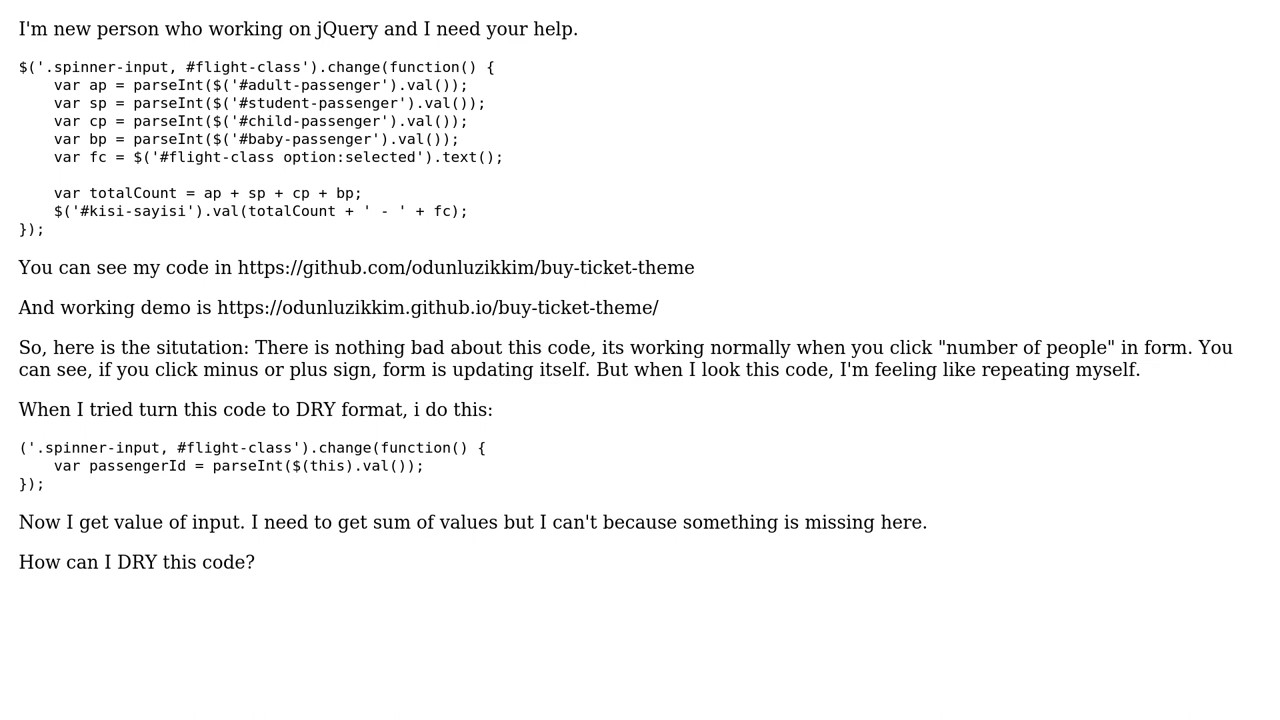 I'm new person who working on jQuery and I need your help.
$('.spinner-input, #flight-class').change(function() {
    var ap = parseInt($('#adult-passenger').val());
    var sp = parseInt($('#student-passenger').val());
    var cp = parseInt($('#child-passenger').val());
    var bp = parseInt($('#baby-passenger').val());
    var fc = $('#flight-class option:selected').text();

    var totalCount = ap + sp + cp + bp;
    $('#kisi-sayisi').val(totalCount + ' - ' + fc);
});
You can see my code in https://github.com/odunluzikkim/buy-ticket-theme
And working demo is https://odunluzikkim.github.io/buy-ticket-theme/
So, here is the situtation: There is nothing bad about this code, its working normally when you click "number of people" in form. You
can see, if you click minus or plus sign, form is updating itself. But when I look this code, I'm feeling like repeating myself.
When I tried turn this code to DRY format, i do this:
('.spinner-input, #flight-class').change(function() {
    var passengerId = parseInt($(this).val());
});
Now I get value of input. I need to get sum of values but I can't because something is missing here.
How can I DRY this code?